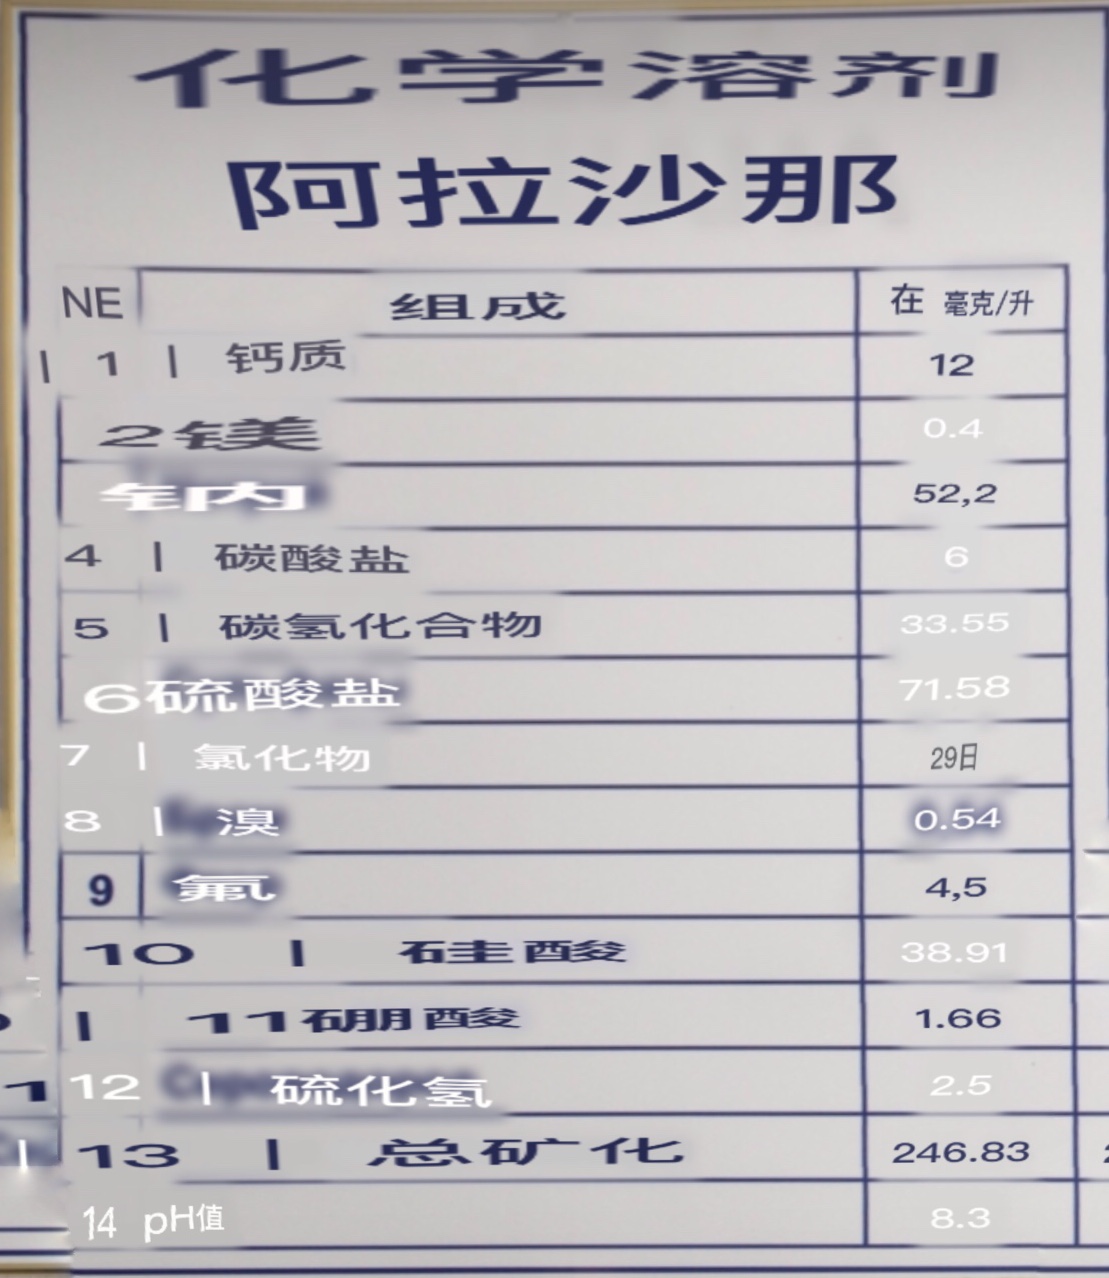 化学溶剂
阿拉沙那
NE 组成 在 毫克/升
| 1 | 钙质 12
2镁 0.4
钠 52,2
4 | 碳酸盐 6
5 | 碳氢化合物 33.55
6硫酸盐 71.58
7 | 氯化物 29日
8 | 溴 0.54
9 氟 4,5
10 | 硅酸 38.91
| 11硼酸 1.66
12 | 硫化氢 2.5
13 | 总矿化 246.83
14 pH值 8.3